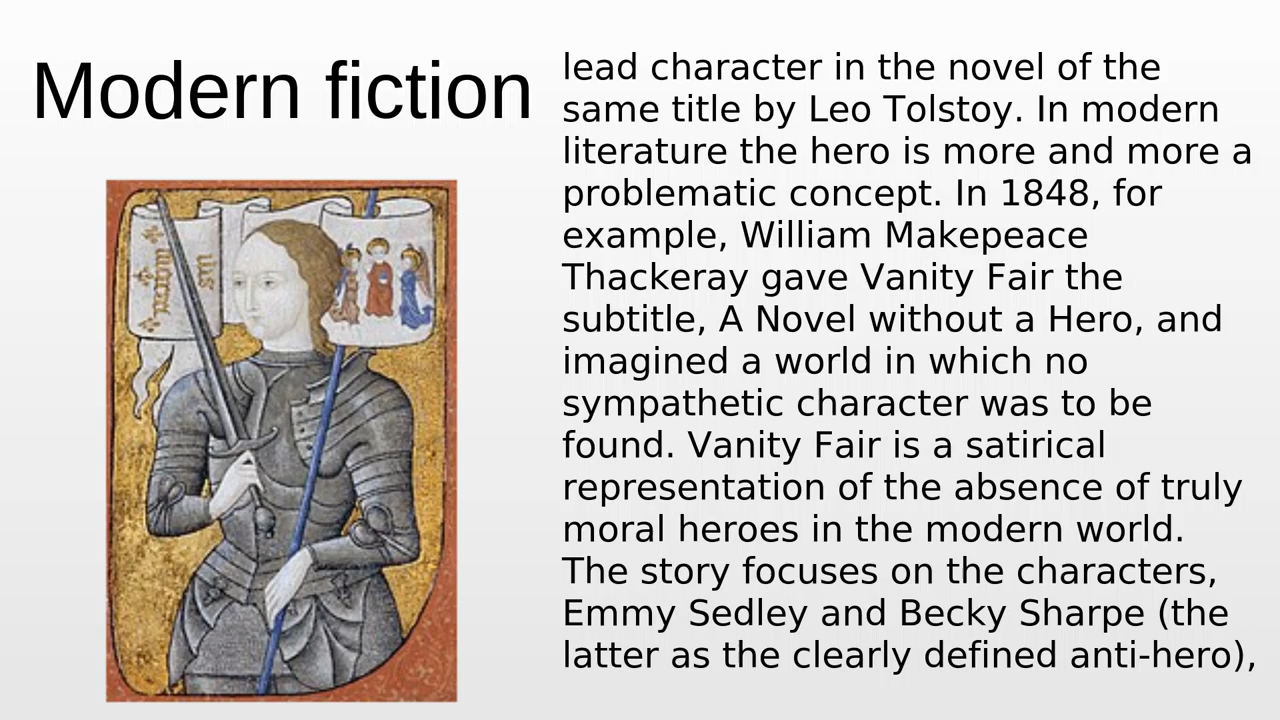 Modern fiction
lead character in the novel of the
same title by Leo Tolstoy. In modern
literature the hero is more and more a
problematic concept. In 1848, for
example, William Makepeace
Thackeray gave Vanity Fair the
subtitle, A Novel without a Hero, and
imagined a world in which no
sympathetic character was to be
found. Vanity Fair is a satirical
representation of the absence of truly
moral heroes in the modern world.
The story focuses on the characters,
Emmy Sedley and Becky Sharpe (the
latter as the clearly defined anti-hero),